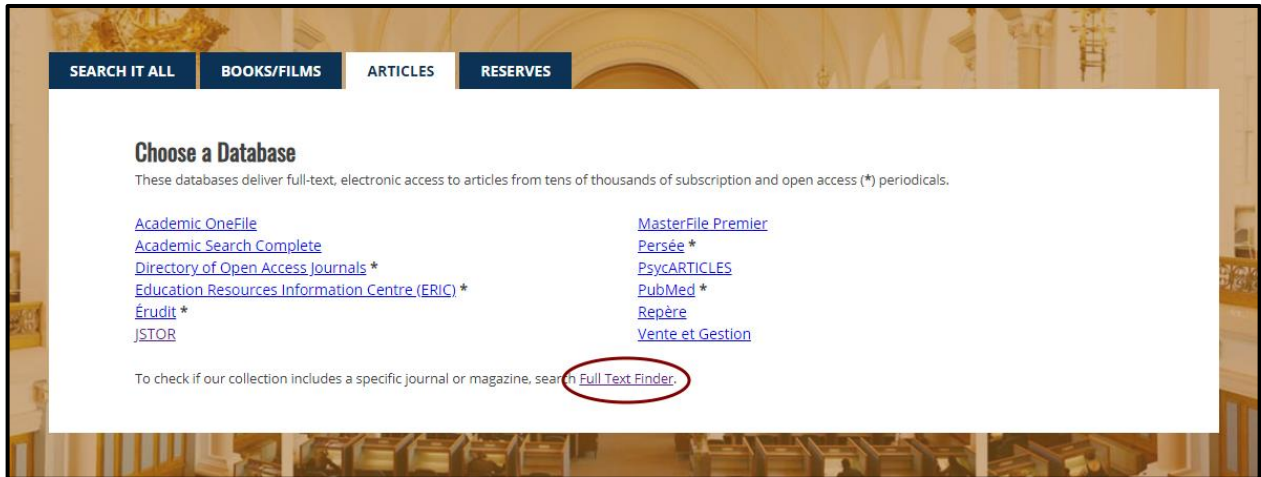 SEARCH IT ALL
BOOKS/FILMS
ARTICLES
RESERVES
Choose a Database
These databases deliver full-text, electronic access to articles from tens of thousands of subscription and open access (*) periodicals.
Academic OneFile
Academic Search Complete
Directory of Open Access Journals *
Education Resources Information Centre (ERIC) *
Érudit *
JSTOR
MasterFile Premier
Persée *
PsycARTICLES
PubMed *
Repère
Vente et Gestion
To check if our collection includes a specific journal or magazine, search Full Text Finder.